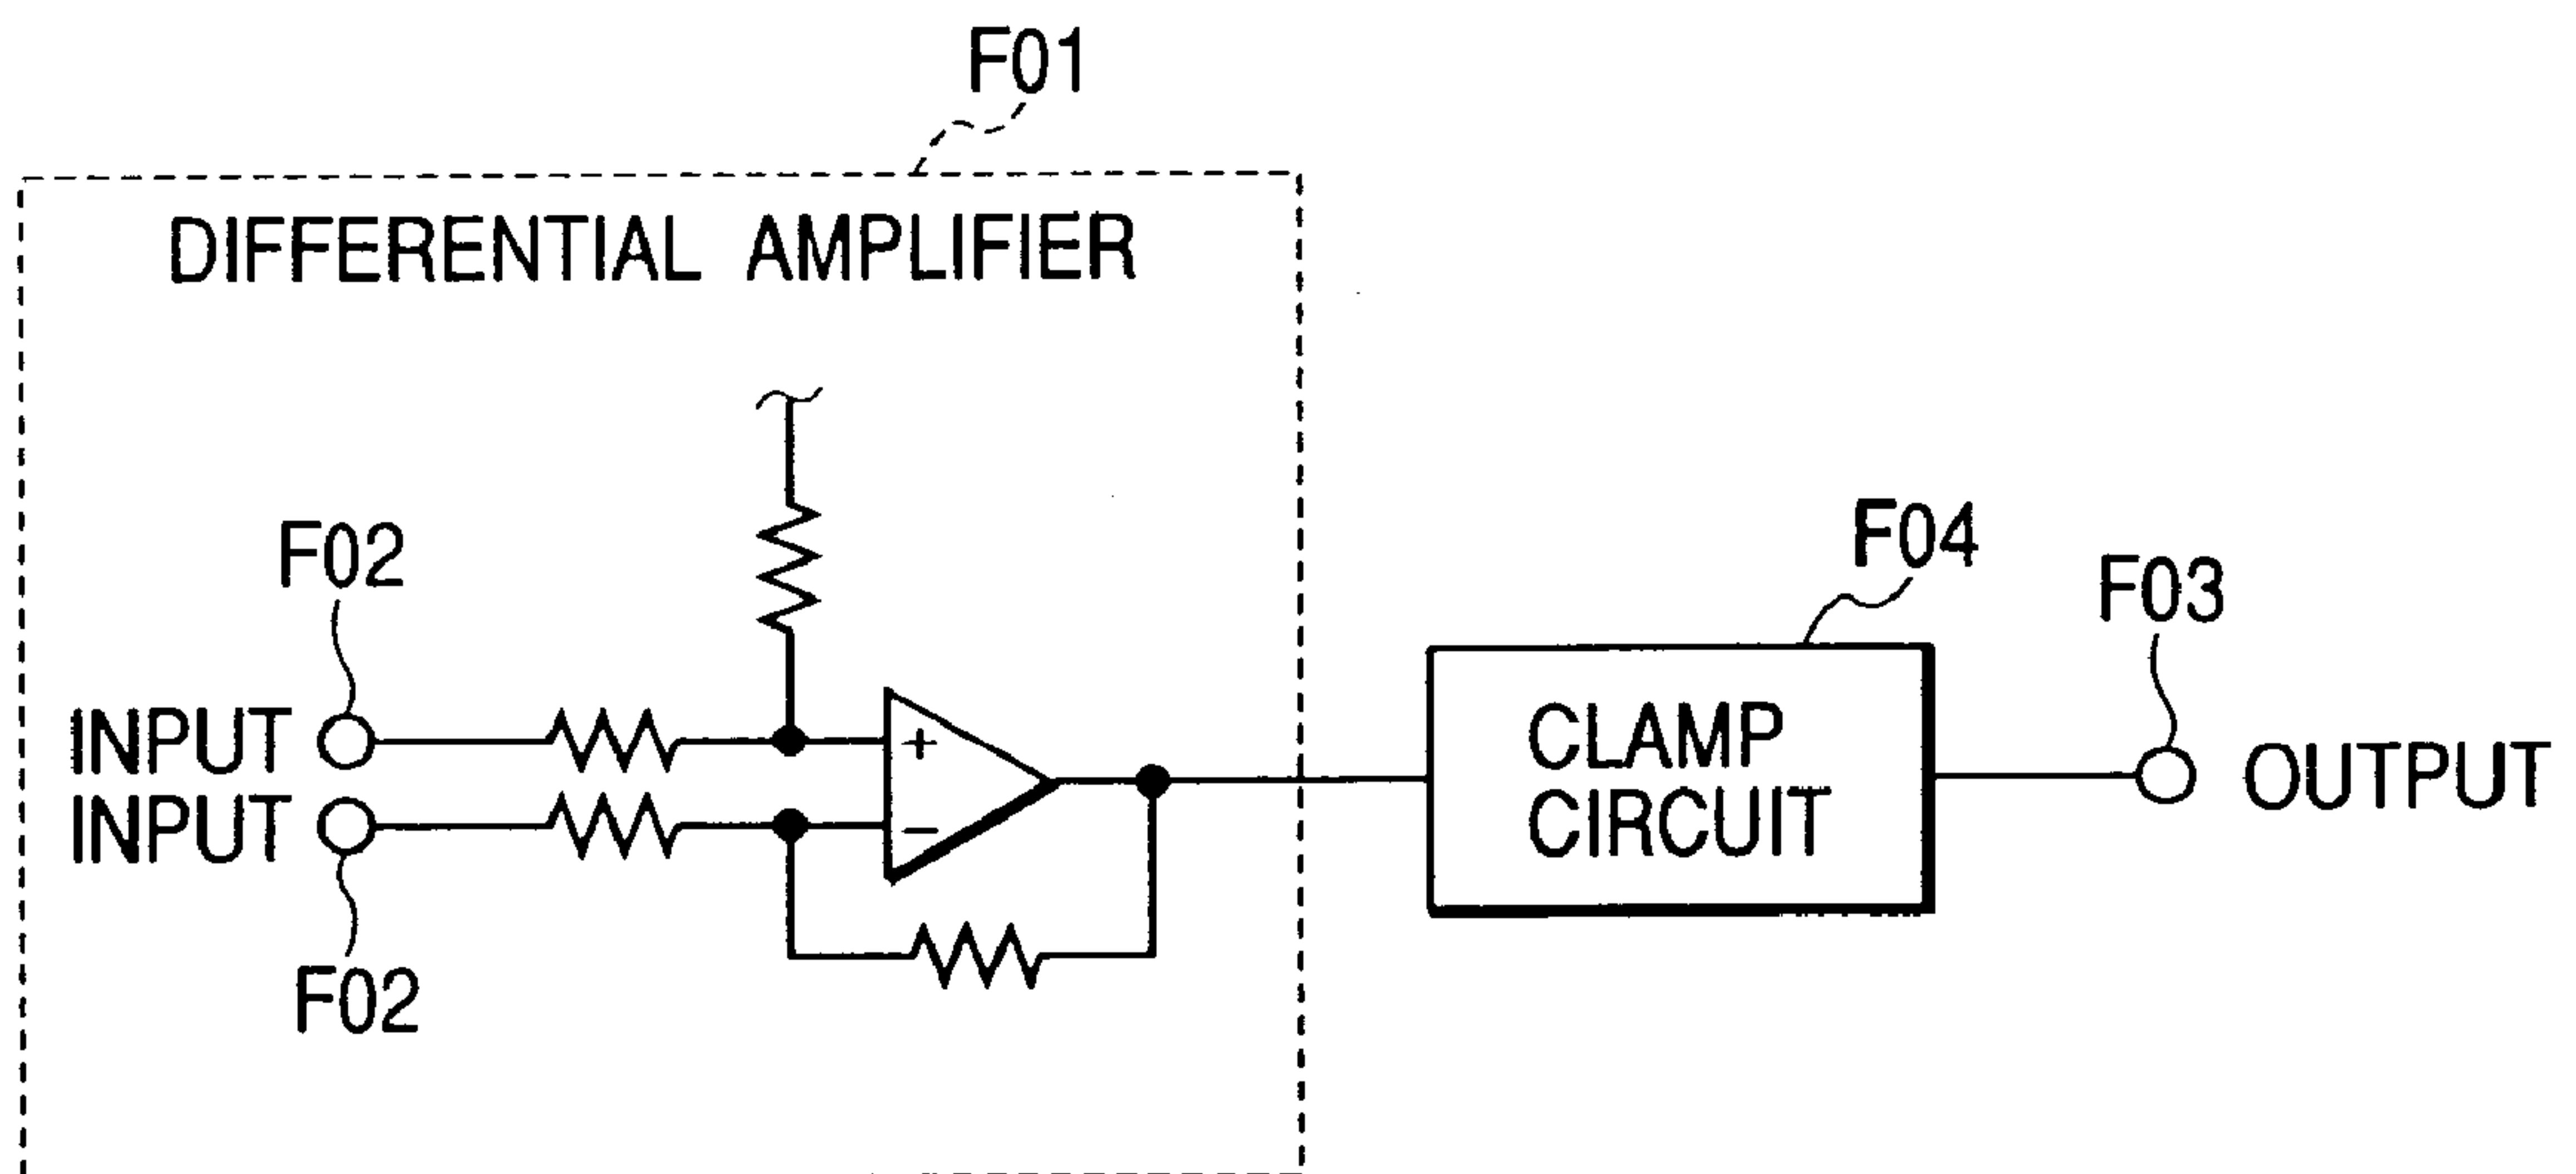 F01
DIFFERENTIAL AMPLIFIER
F02
F04
F03
INPUT
+
CLAMP
OUTPUT
INPUT
−
CIRCUIT
F02